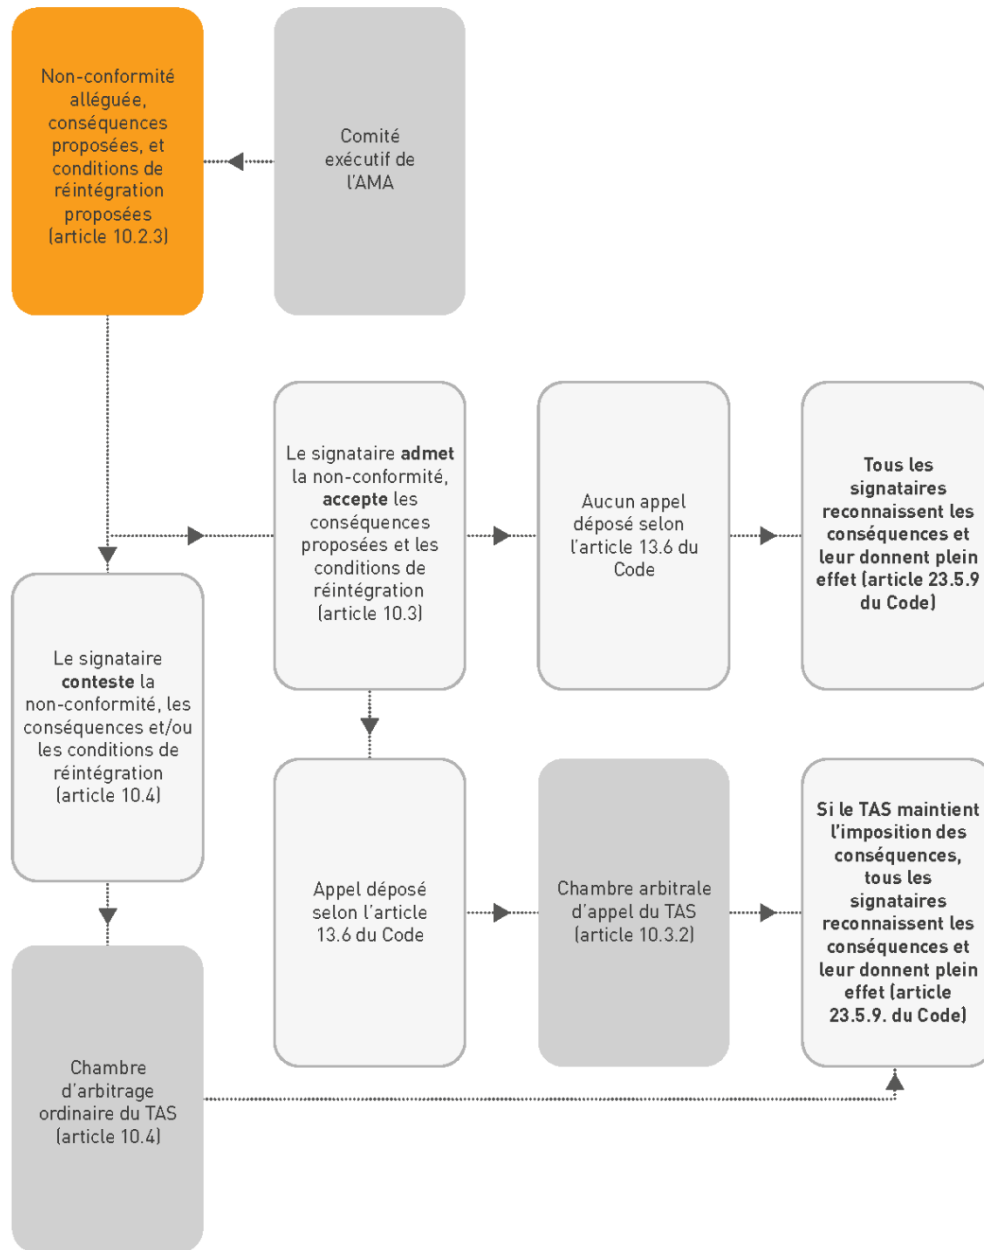 Non-conformité
alléguée,
conséquences
proposées, et
conditions de
réintégration
proposées
(article 10.2.3)
Comité
exécutif de
l'AMA
Le signataire admet
la non-conformité,
accepte les
conséquences
proposées et les
conditions de
réintégration
(article 10.3)
Aucun appel
déposé selon
l'article 13.6 du
Code
Tous les
signataires
reconnaissent les
conséquences et
leur donnent plein
effet (article 23.5.9
du Code)
Le signataire
conteste la
non-conformité, les
conséquences et/ou
les conditions de
réintégration
(article 10.4)
Appel déposé
selon l'article
13.6 du Code
Chambre arbitrale
d'appel du TAS
(article 10.3.2)
Si le TAS maintient
l'imposition des
conséquences,
tous les
signataires
reconnaissent les
conséquences et
leur donnent plein
effet (article
23.5.9. du Code)
Chambre
d'arbitrage
ordinaire du TAS
(article 10.4)